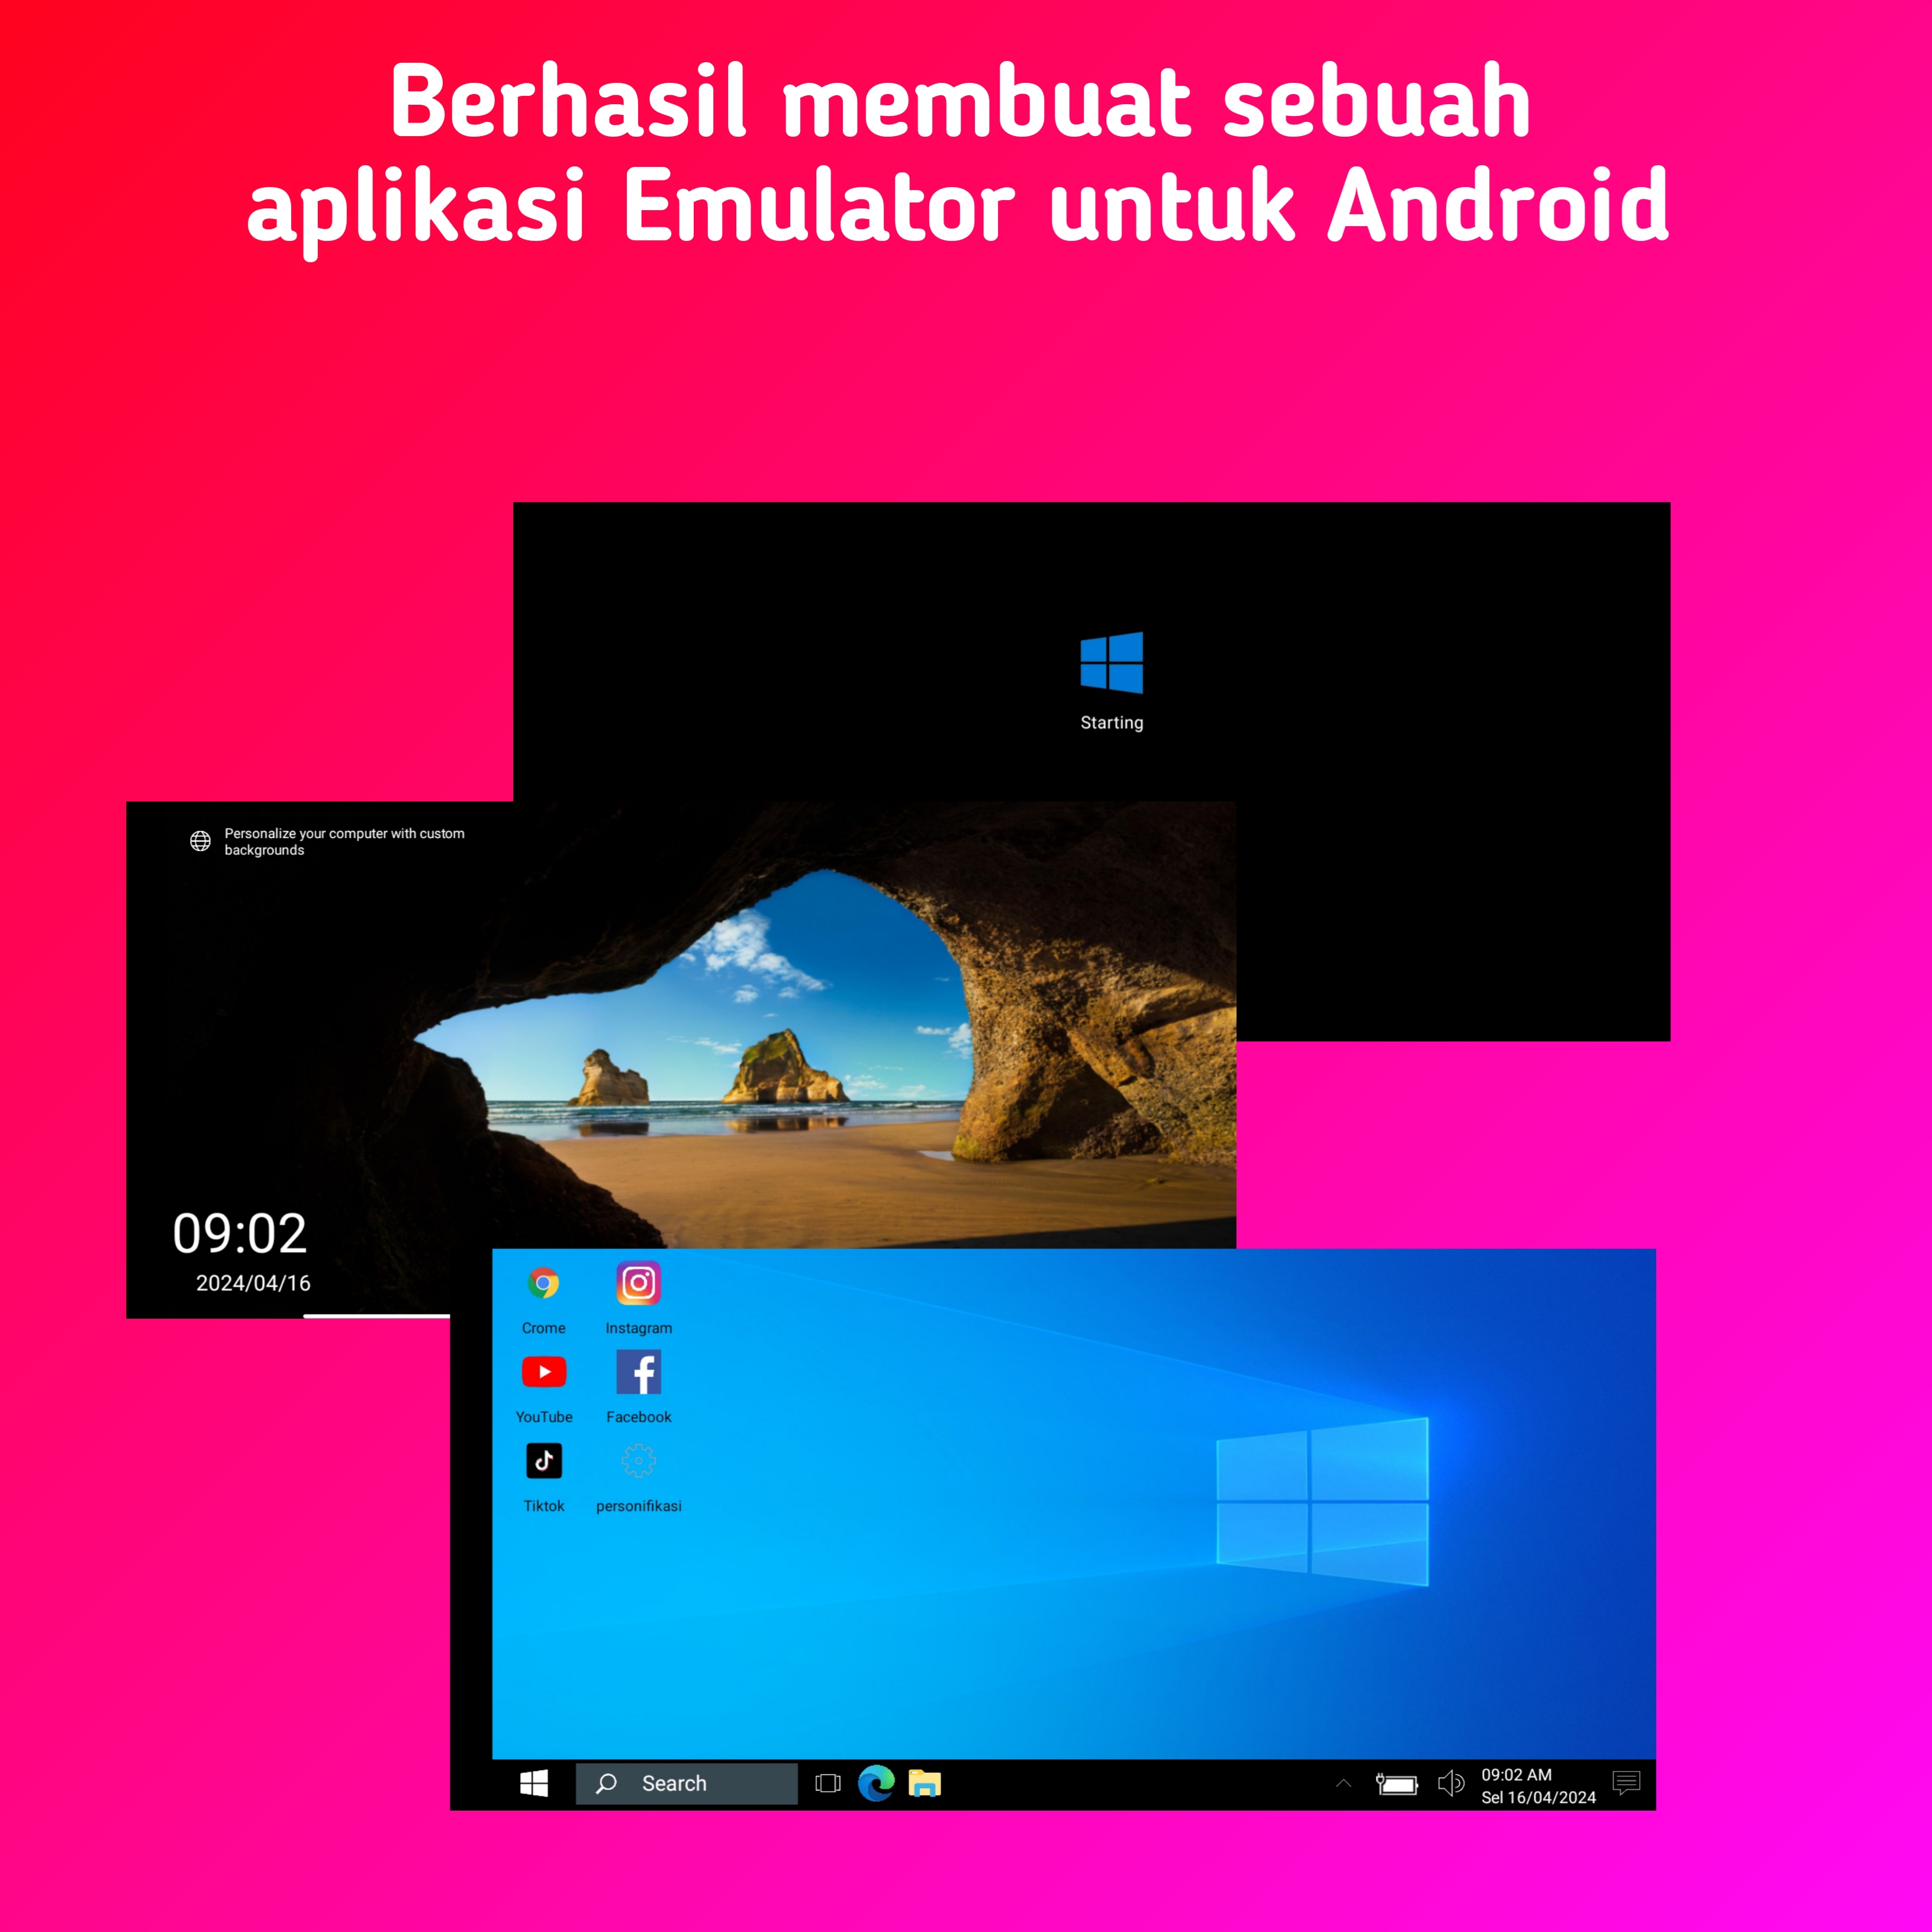 Berhasil membuat sebuah
aplikasi Emulator untuk Android
Starting
Personalize your computer with custom
backgrounds
09:02
2024/04/16
Crome
Instagram
YouTube
Facebook
Tiktok
personifikasi
Search
09:02 AM
Sel 16/04/2024